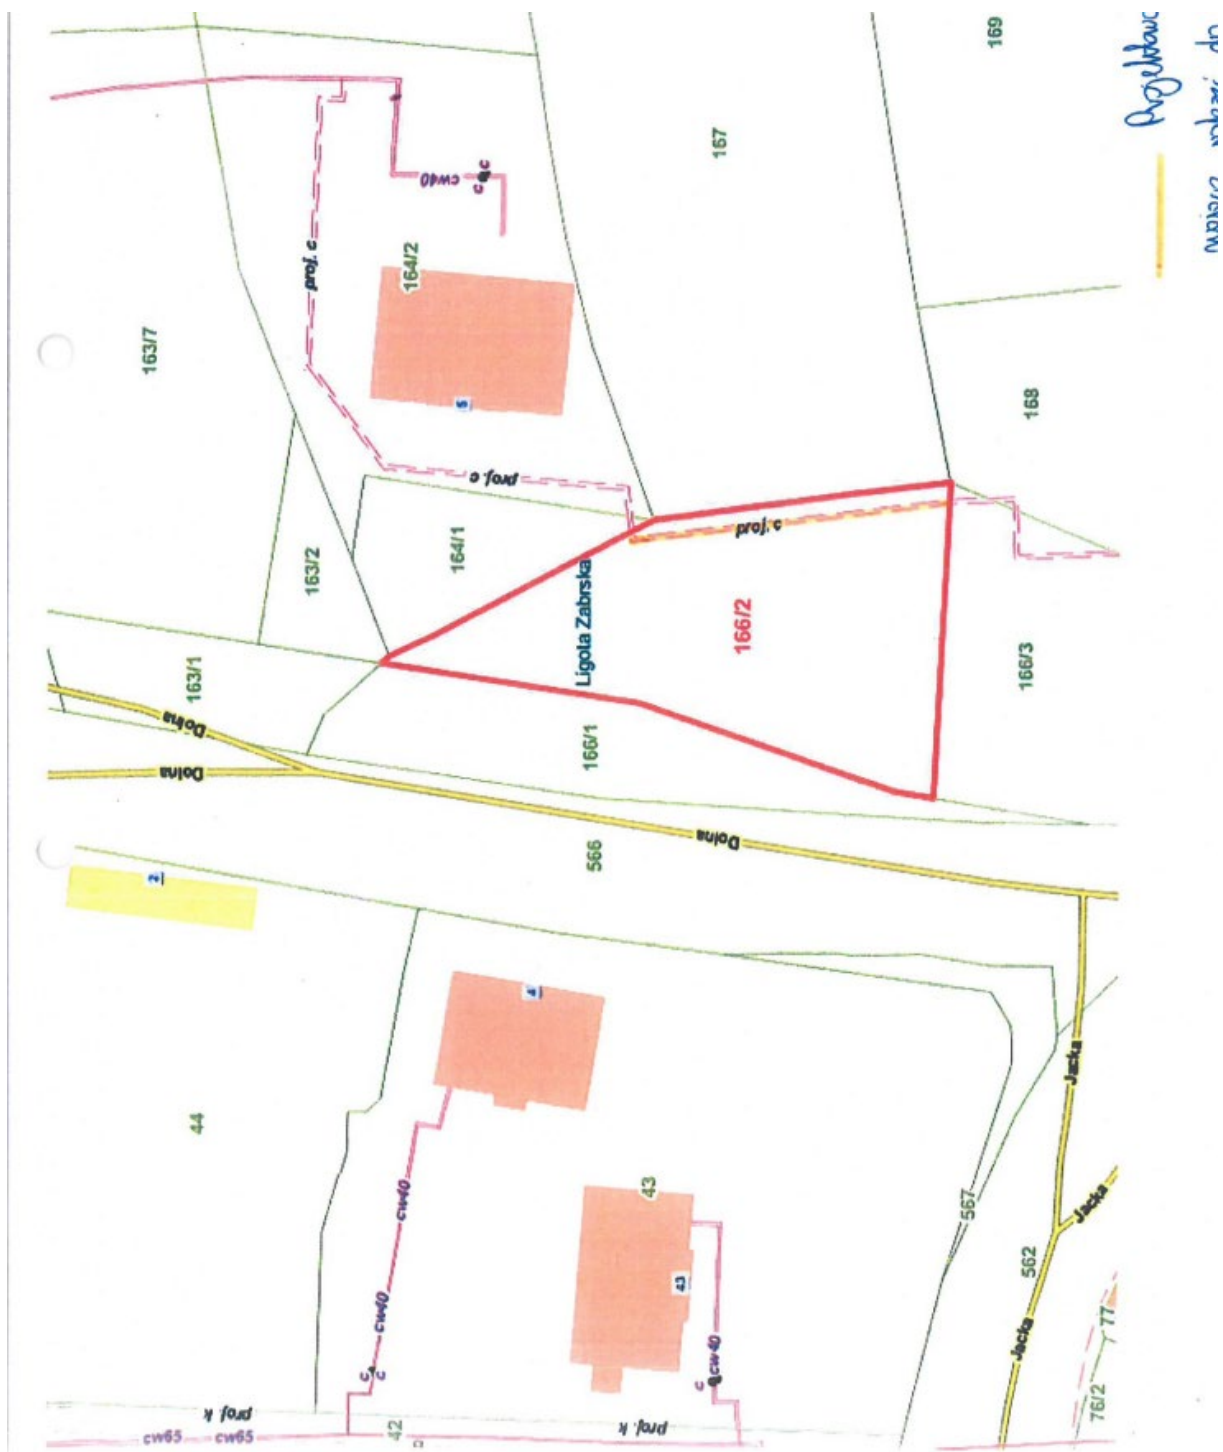 169
167
proj. c
cw40
c
c
164/2
163/7
5
168
proj. c
proj. c
164/1
163/2
Ligota Zabrska
166/2
166/3
163/1
Dolna
Dolna
166/1
Dolna
566
2
4
44
Jacka
cw40
43
567
Jacka
562
cw40
43
77
Jacka
c
c
cw40
c
76/2
proj. k
proj. k
cw65
cw65
42